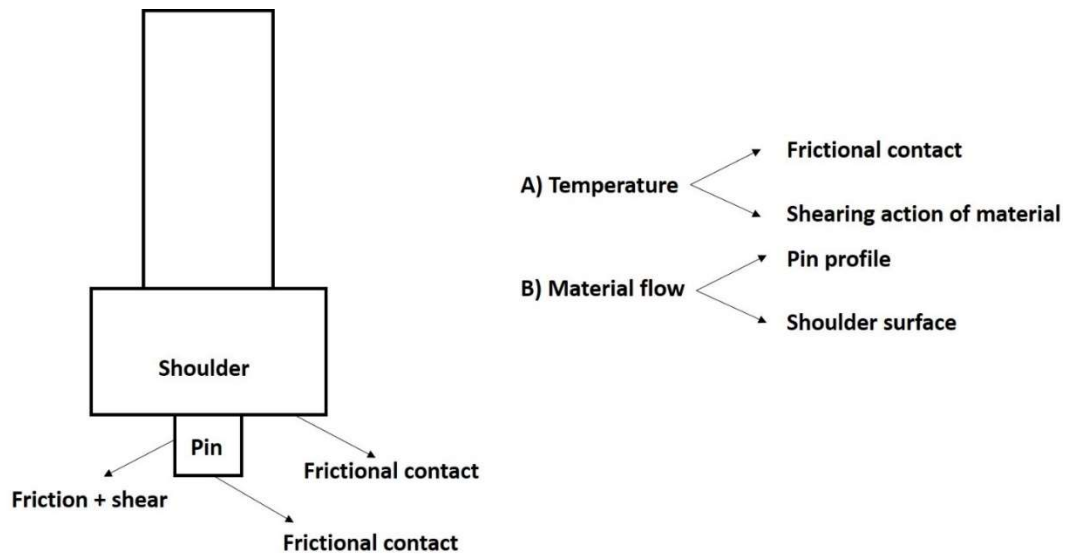 Shoulder
Pin
Friction + shear
Frictional contact
Frictional contact
A) Temperature
Frictional contact
Shearing action of material
B) Material flow
Pin profile
Shoulder surface